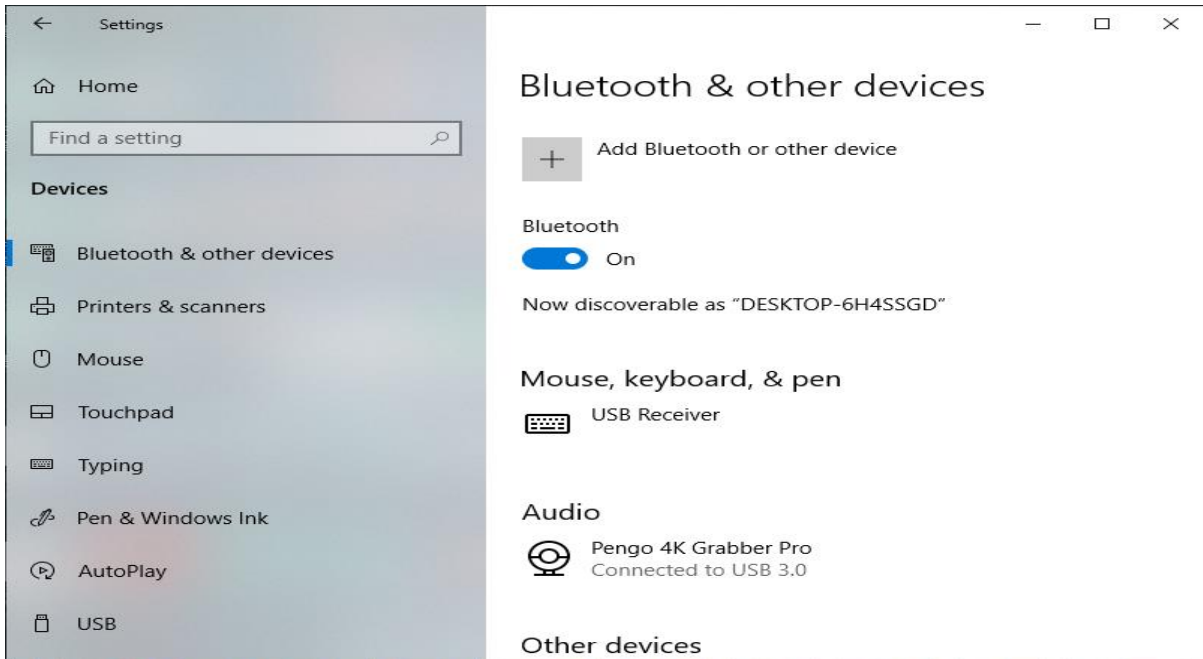 Settings
Home
Find a setting
Devices
Bluetooth & other devices
Printers & scanners
Mouse
Touchpad
Typing
Pen & Windows Ink
AutoPlay
USB
Bluetooth & other devices
Add Bluetooth or other device
Bluetooth
On
Now discoverable as “DESKTOP-6H4SSGD”
Mouse, keyboard, & pen
USB Receiver
Audio
Pengo 4K Grabber Pro
Connected to USB 3.0
Other devices